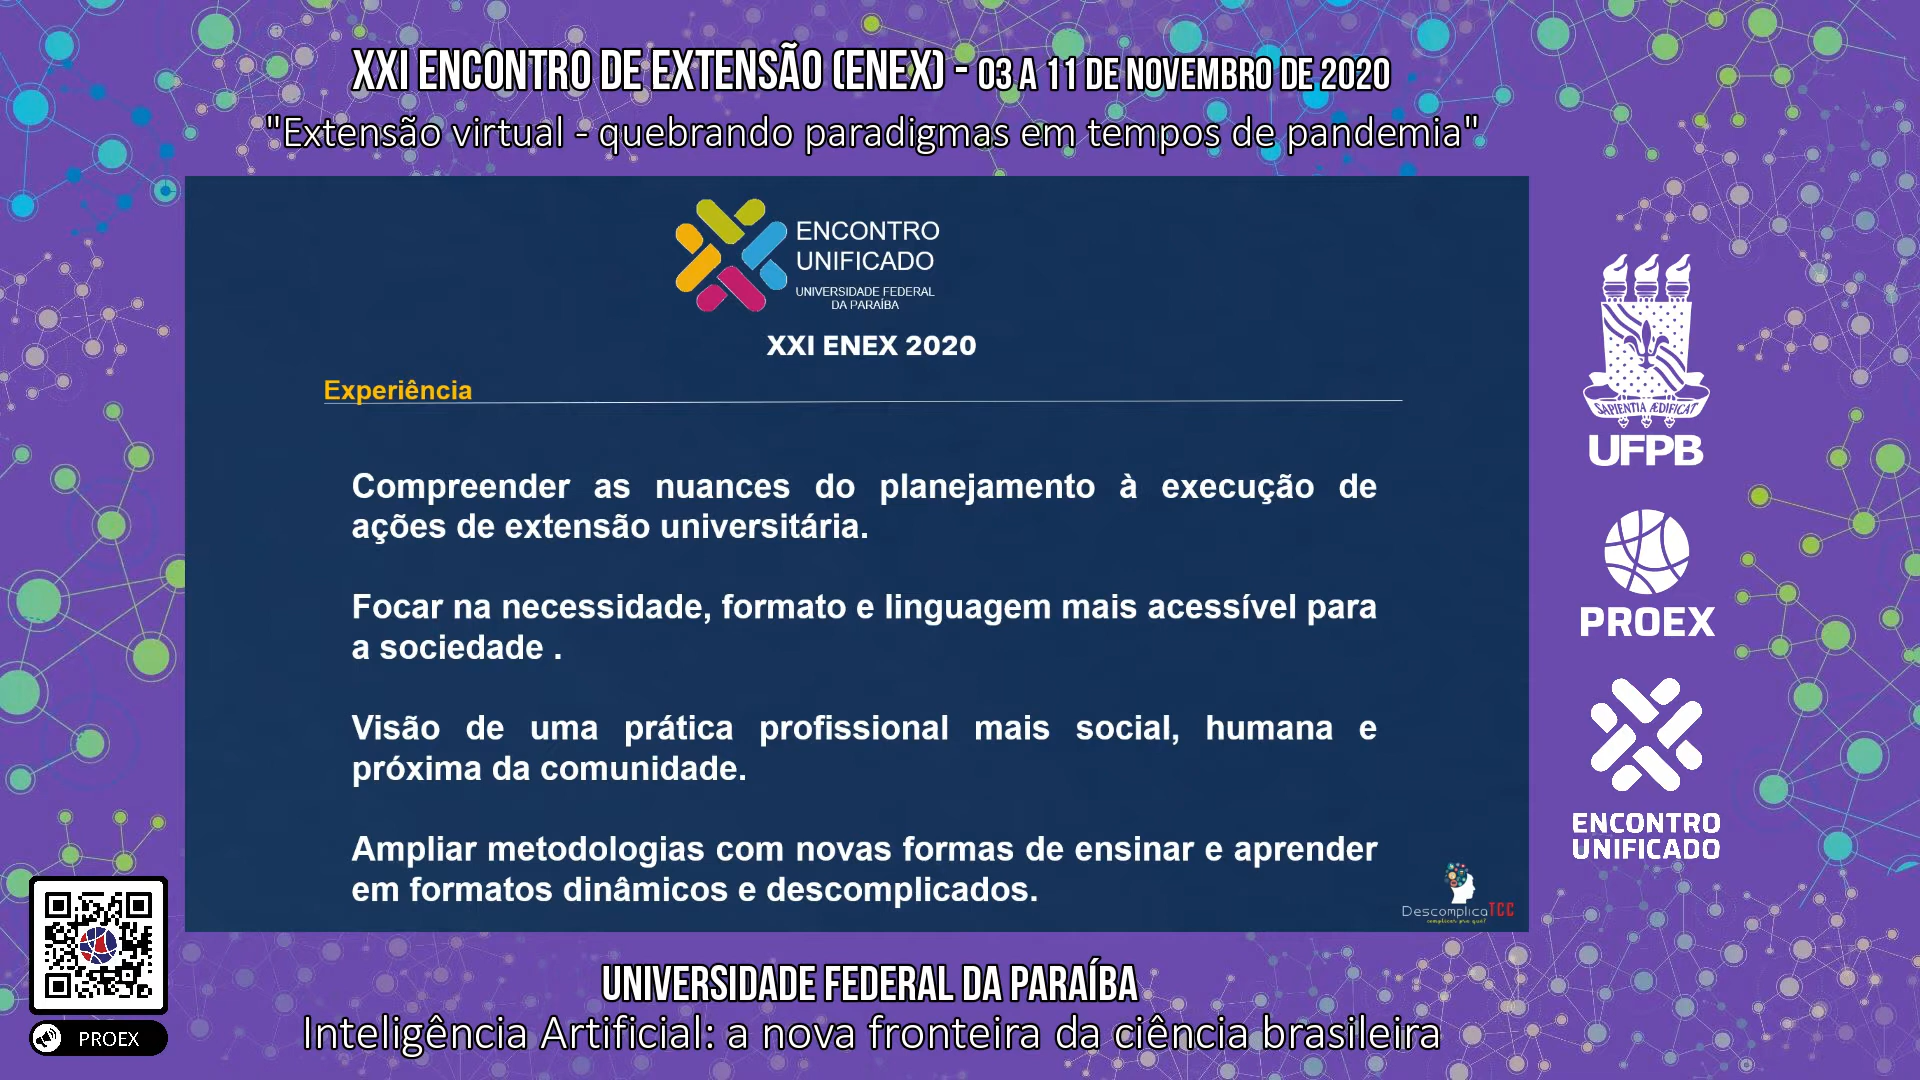 XXI ENCONTRO DE EXTENSÃO (ENEX) - 03 A 11 DE NOVEMBRO DE 2020
"Extensão virtual - quebrando paradigmas em tempos de pandemia"
ENCONTRO
UNIFICADO
UNIVERSIDADE FEDERAL
DA PARAÍBA
XXI ENEX 2020
Experiência
Compreender as nuances do planejamento à execução de
ações de extensão universitária.
Focar na necessidade, formato e linguagem mais acessível para
a sociedade .
Visão de uma prática profissional mais social, humana e
próxima da comunidade.
Ampliar metodologias com novas formas de ensinar e aprender
em formatos dinâmicos e descomplicados.
DescomplicaTCC
complicar pra quê?
SAPIENTIA ÆDIFICAT
UFPB
PROEX
ENCONTRO
UNIFICADO
PROEX
UNIVERSIDADE FEDERAL DA PARAÍBA
Inteligência Artificial: a nova fronteira da ciência brasileira